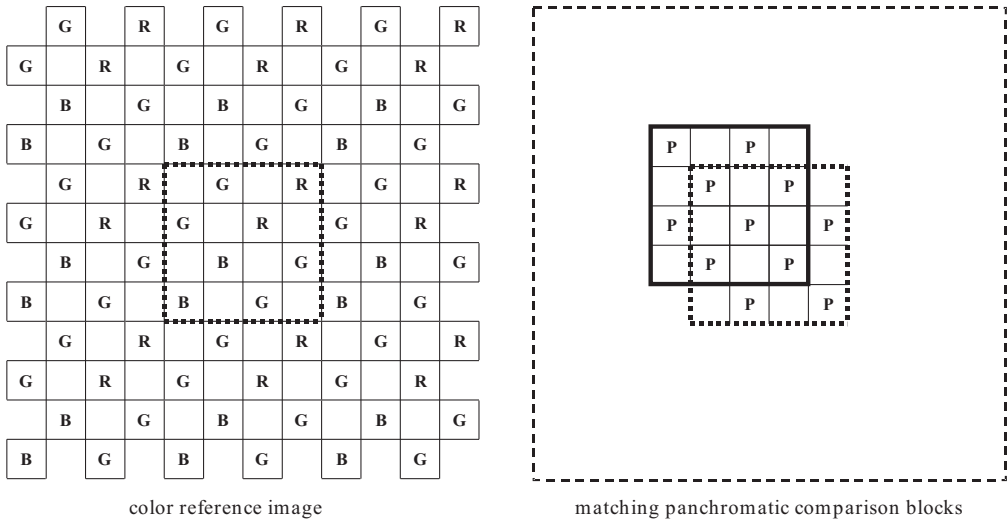 G R G R G R
G R G R G R
B G B G B G
B G B G B G
G R G R G R
G R G R G R
B G B G B G
B G B G B G
G R G R G R
G R G R G R
B G B G B G
B G B G B G
P P
P P
P P P
P P
P P
color reference image
matching panchromatic comparison blocks